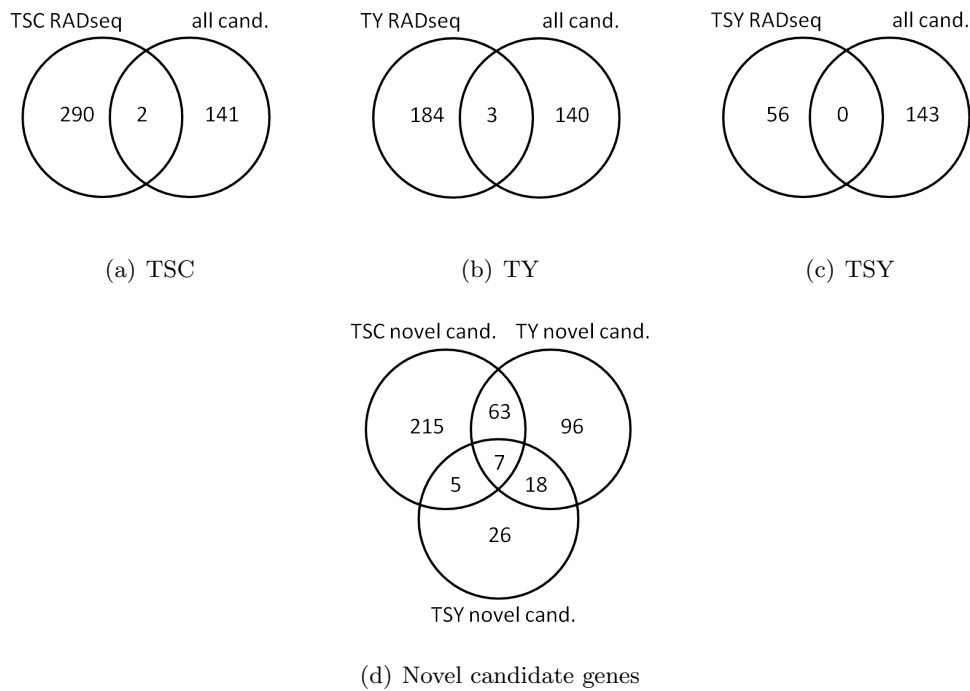 TSC RADseq all cand.
290 2 141
(a) TSC
TY RADseq all cand.
184 3 140
(b) TY
TSY RADseq all cand.
56 0 143
(c) TSY
TSC novel cand. TY novel cand.
63
215 96
7
5 18
26
TSY novel cand.
(d) Novel candidate genes